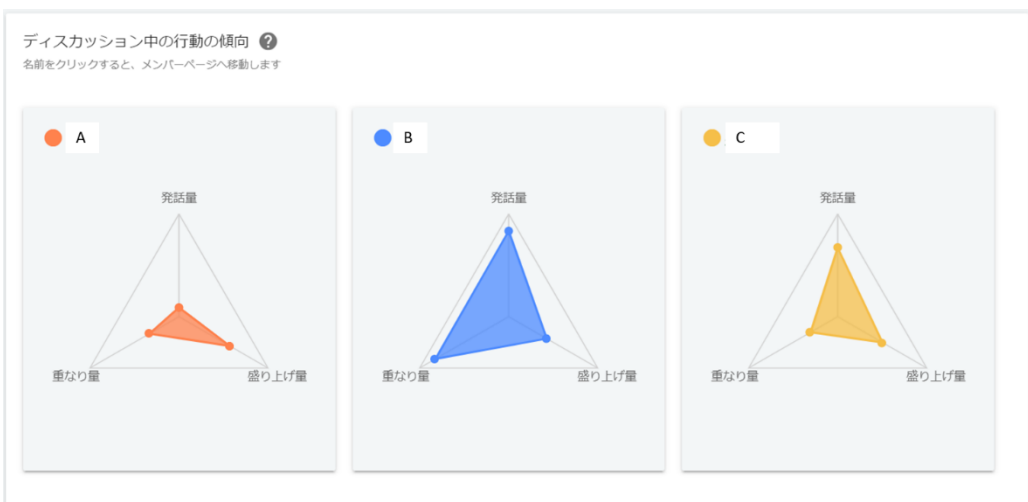 ディスカッション中の行動の傾向 ?
名前をクリックすると、メンバーページへ移動します
A
発話量
重なり量
盛り上げ量
B
発話量
重なり量
盛り上げ量
C
発話量
重なり量
盛り上げ量